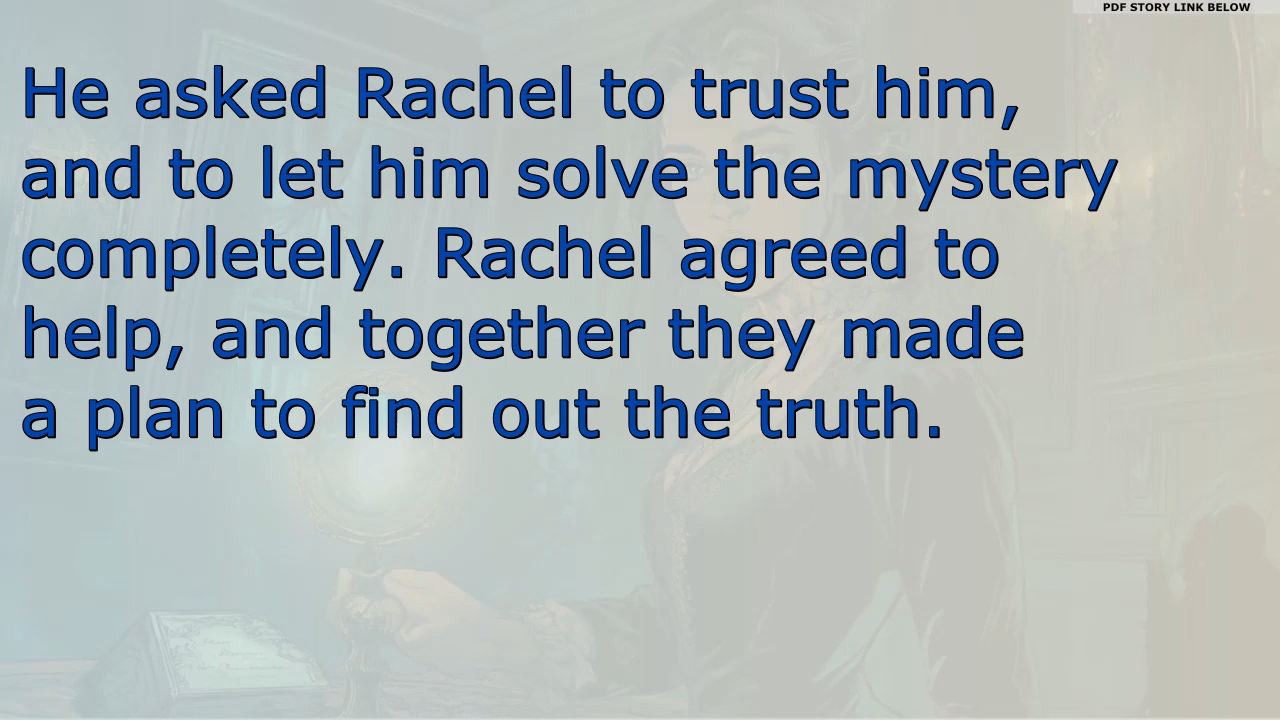 PDF STORY LINK BELOW
He asked Rachel to trust him,
and to let him solve the mystery
completely. Rachel agreed to
help, and together they made
a plan to find out the truth.